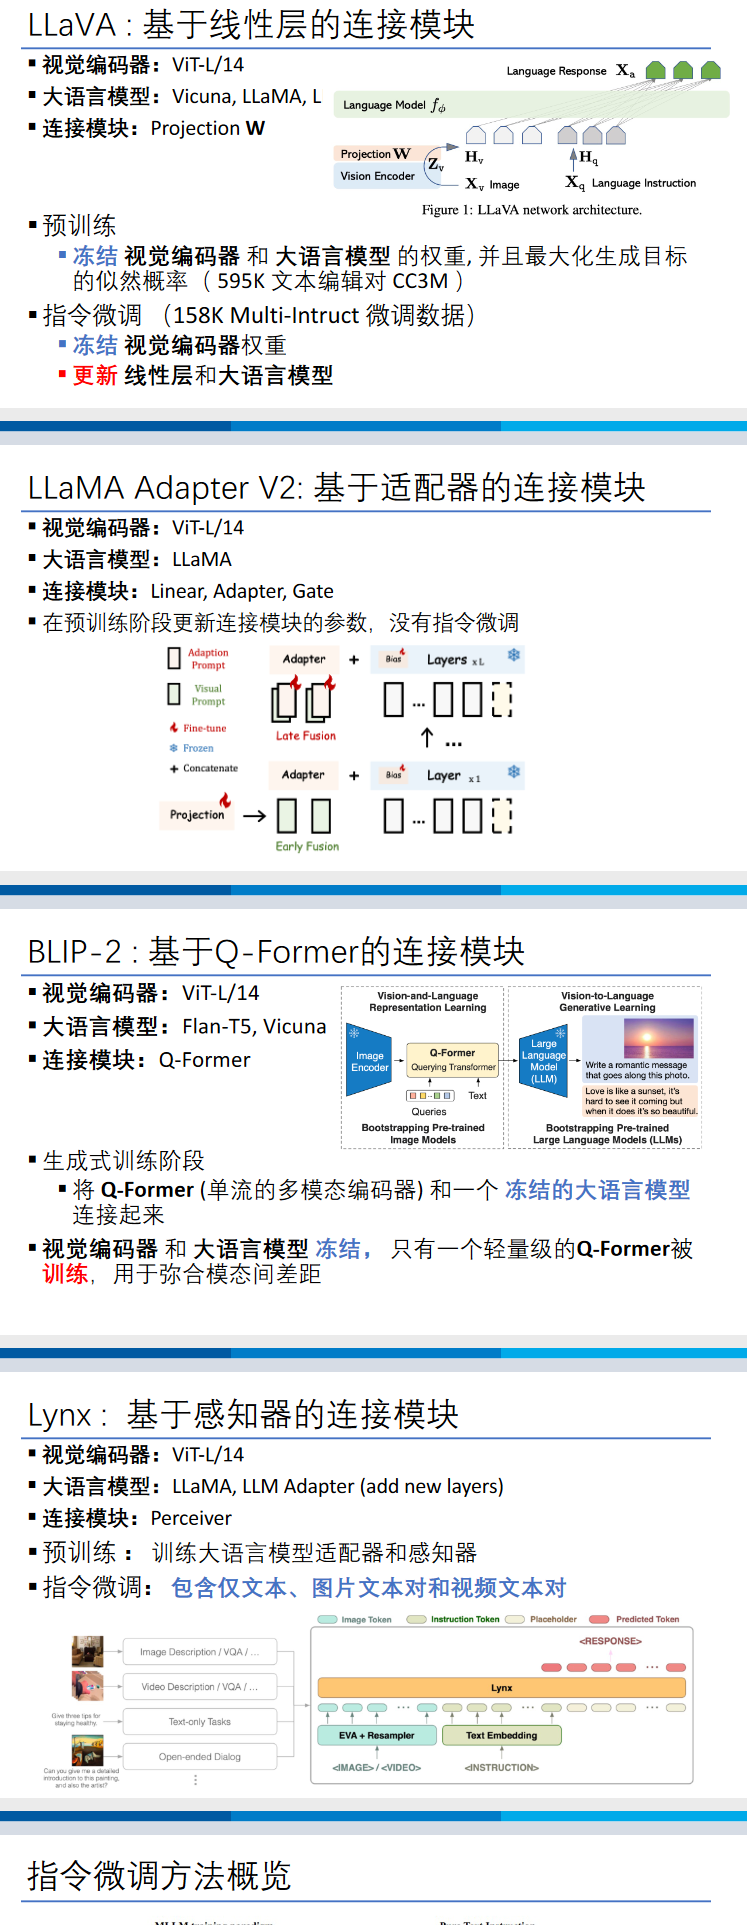 LLaVA : 基于线性层的连接模块
▪ 视觉编码器：ViT-L/14
▪ 大语言模型：Vicuna, LLaMA, L
▪ 连接模块：Projection W
Language Response Xa
Language Model fϕ
Projection W
Vision Encoder
Zv
Hv
Hq
Xv Image
Xq Language Instruction
Figure 1: LLaVA network architecture.
▪ 预训练
▪ 冻结 视觉编码器 和 大语言模型 的权重, 并且最大化生成目标
的似然概率（ 595K 文本编辑对 CC3M ）
▪ 指令微调 （158K Multi-Intruct 微调数据）
▪ 冻结 视觉编码器权重
▪ 更新 线性层和大语言模型
LLaMA Adapter V2: 基于适配器的连接模块
▪ 视觉编码器：ViT-L/14
▪ 大语言模型：LLaMA
▪ 连接模块：Linear, Adapter, Gate
▪ 在预训练阶段更新连接模块的参数，没有指令微调
Adaption
Prompt
Visual
Prompt
Fine-tune
Frozen
+ Concatenate
Adapter + Bias Layers x L
...
Late Fusion
↑ ...
Adapter + Bias Layer x 1
Projection →
...
Early Fusion
BLIP-2 : 基于Q-Former的连接模块
▪ 视觉编码器：ViT-L/14
▪ 大语言模型：Flan-T5, Vicuna
▪ 连接模块：Q-Former
Vision-and-Language
Representation Learning
Vision-to-Language
Generative Learning
Image
Encoder
Q-Former
Querying Transformer
Queries
Text
Bootstrapping Pre-trained
Image Models
Large
Language
Model
(LLM)
Write a romantic message
that goes along this photo.
Love is like a sunset, it's
hard to see it coming but
when it does it's so beautiful.
Bootstrapping Pre-trained
Large Language Models (LLMs)
▪ 生成式训练阶段
▪ 将 Q-Former (单流的多模态编码器) 和一个 冻结的大语言模型
连接起来
▪ 视觉编码器 和 大语言模型 冻结， 只有一个轻量级的Q-Former被
训练，用于弥合模态间差距
Lynx： 基于感知器的连接模块
▪ 视觉编码器：ViT-L/14
▪ 大语言模型：LLaMA, LLM Adapter (add new layers)
▪ 连接模块：Perceiver
▪ 预训练： 训练大语言模型适配器和感知器
▪ 指令微调： 包含仅文本、图片文本对和视频文本对
Image Token Instruction Token Placeholder Predicted Token
<RESPONSE>
...
Lynx
... ... ...
EVA + Resampler
Text Embedding
<IMAGE> / <VIDEO>
<INSTRUCTION>
Image Description / VQA / ...
Video Description / VQA / ...
Give three tips for
staying healthy.
Text-only Tasks
Open-ended Dialog
Can you give me a detailed
introduction to this painting,
and also the artist?
指令微调方法概览